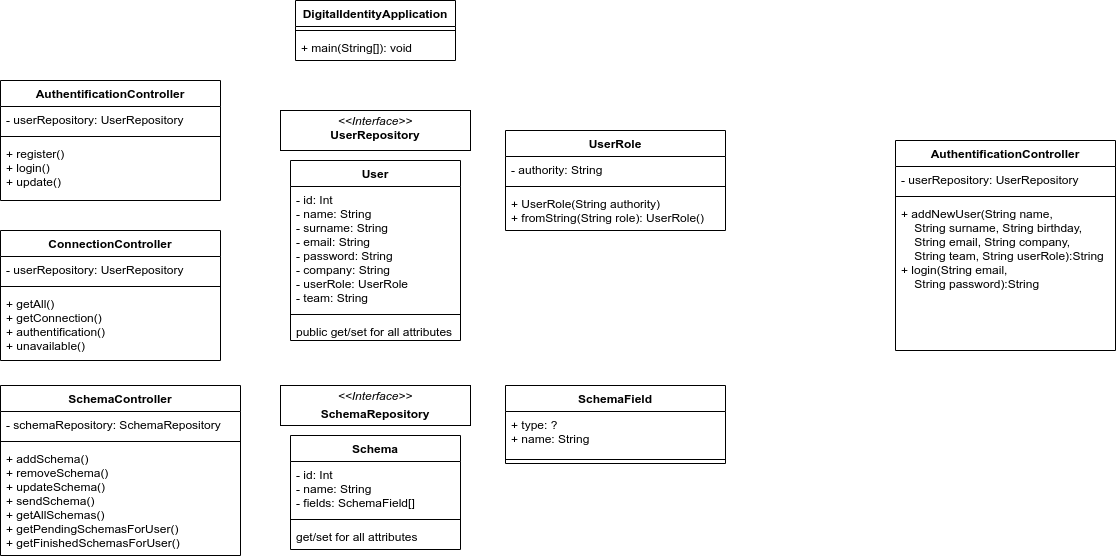 DigitalIdentityApplication
+ main(String[]): void
AuthentificationController
- userRepository: UserRepository
+ register()
+ login()
+ update()
<<Interface>>
UserRepository
User
- id: Int
- name: String
- surname: String
- email: String
- password: String
- company: String
- userRole: UserRole
- team: String
public get/set for all attributes
UserRole
- authority: String
+ UserRole(String authority)
+ fromString(String role): UserRole()
AuthentificationController
- userRepository: UserRepository
+ addNewUser(String name,
String surname, String birthday,
String email, String company,
String team, String userRole):String
+ login(String email,
String password):String
ConnectionController
- userRepository: UserRepository
+ getAll()
+ getConnection()
+ authentification()
+ unavailable()
SchemaController
- schemaRepository: SchemaRepository
+ addSchema()
+ removeSchema()
+ updateSchema()
+ sendSchema()
+ getAllSchemas()
+ getPendingSchemasForUser()
+ getFinishedSchemasForUser()
<<Interface>>
SchemaRepository
Schema
- id: Int
- name: String
- fields: SchemaField[]
get/set for all attributes
SchemaField
+ type: ?
+ name: String